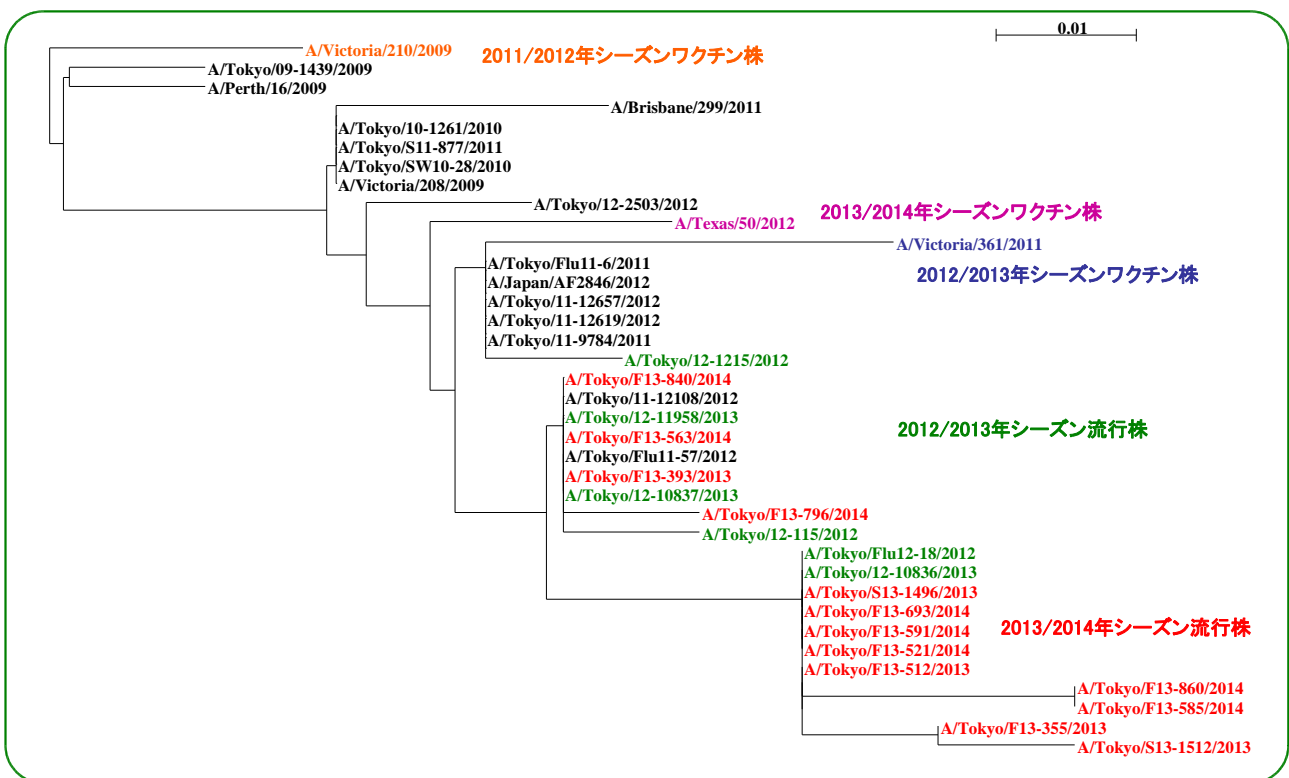 0.01
A/Victoria/210/2009
2011/2012年シーズンワクチン株
A/Tokyo/09-1439/2009
A/Perth/16/2009
A/Brisbane/299/2011
A/Tokyo/10-1261/2010
A/Tokyo/S11-877/2011
A/Tokyo/SW10-28/2010
A/Victoria/208/2009
A/Tokyo/12-2503/2012
2013/2014年シーズンワクチン株
A/Texas/50/2012
A/Victoria/361/2011
A/Tokyo/Flu11-6/2011
2012/2013年シーズンワクチン株
A/Japan/AF2846/2012
A/Tokyo/11-12657/2012
A/Tokyo/11-12619/2012
A/Tokyo/11-9784/2011
A/Tokyo/12-1215/2012
A/Tokyo/F13-840/2014
A/Tokyo/11-12108/2012
A/Tokyo/12-11958/2013
2012/2013年シーズン流行株
A/Tokyo/F13-563/2014
A/Tokyo/Flu11-57/2012
A/Tokyo/F13-393/2013
A/Tokyo/12-10837/2013
A/Tokyo/F13-796/2014
A/Tokyo/12-115/2012
A/Tokyo/Flu12-18/2012
A/Tokyo/12-10836/2013
A/Tokyo/S13-1496/2013
A/Tokyo/F13-693/2014
A/Tokyo/F13-591/2014
2013/2014年シーズン流行株
A/Tokyo/F13-521/2014
A/Tokyo/F13-512/2013
A/Tokyo/F13-860/2014
A/Tokyo/F13-585/2014
A/Tokyo/F13-355/2013
A/Tokyo/S13-1512/2013